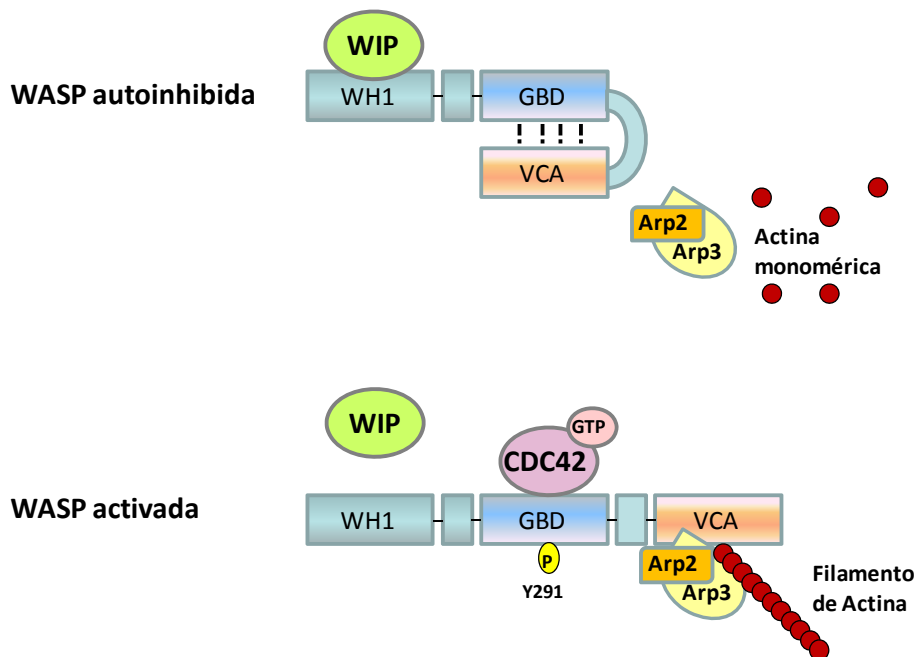 WIP
WASP autoinhibida
WH1
GBD
VCA
Arp2
Arp3
Actina
monomérica
WIP
GTP
CDC42
WASP activada
WH1
GBD
VCA
P
Y291
Arp2
Arp3
Filamento
de Actina